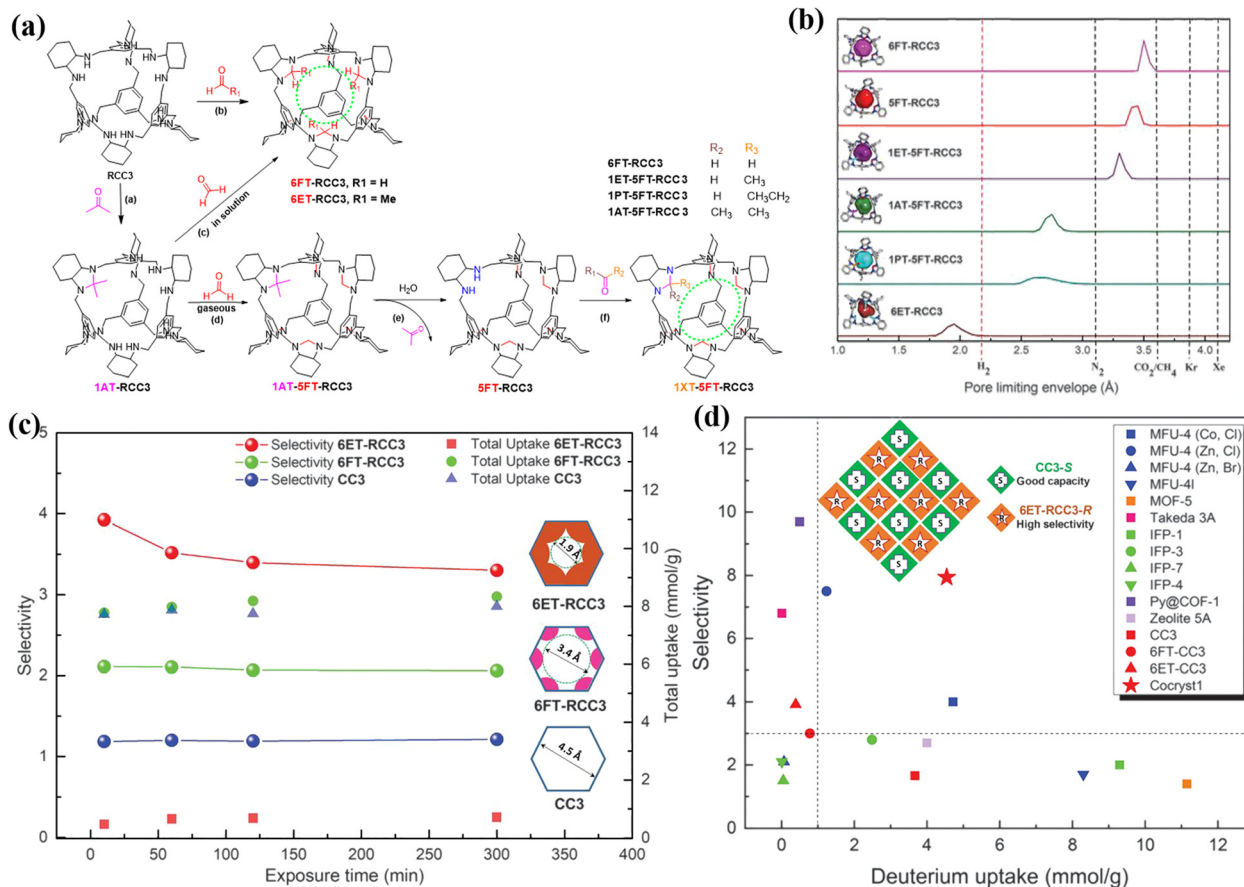 (a)
RCC3
(b)
6FT-RCC3, R1 = H
6ET-RCC3, R1 = Me
(a)
(c) in solution
R2 R3
6FT-RCC3 H H
1ET-5FT-RCC3 H CH3
1PT-5FT-RCC3 H CH3CH2
1AT-5FT-RCC3 CH3 CH3
gaseous
(d)
H2O
(e)
(f)
1AT-RCC3
1AT-5FT-RCC3
5FT-RCC3
1XT-5FT-RCC3
(b)
6FT-RCC3
5FT-RCC3
1ET-5FT-RCC3
1AT-5FT-RCC3
1PT-5FT-RCC3
6ET-RCC3
1.0 1.5 2.0 2.5 3.0 3.5 4.0
H2 N2 CO2/CH4 Kr Xe
Pore limiting envelope (Å)
(c)
Selectivity 6ET-RCC3
Selectivity 6FT-RCC3
Selectivity CC3
Total Uptake 6ET-RCC3
Total Uptake 6FT-RCC3
Total Uptake CC3
5
4
3
2
1
0
Selectivity
14
12
10
8
6
4
2
0
Total uptake (mmol/g)
1.9 Å
6ET-RCC3
3.4 Å
6FT-RCC3
4.5 Å
CC3
0 50 100 150 200 250 300 350 400
Exposure time (min)
(d)
12
10
8
6
4
2
0
Selectivity
CC3-S
Good capacity
6ET-RCC3-R
High selectivity
MFU-4 (Co, Cl)
MFU-4 (Zn, Cl)
MFU-4 (Zn, Br)
MFU-4l
MOF-5
Takeda 3A
IFP-1
IFP-3
IFP-7
IFP-4
Py@COF-1
Zeolite 5A
CC3
6FT-CC3
6ET-CC3
Cocryst1
0 2 4 6 8 10 12
Deuterium uptake (mmol/g)